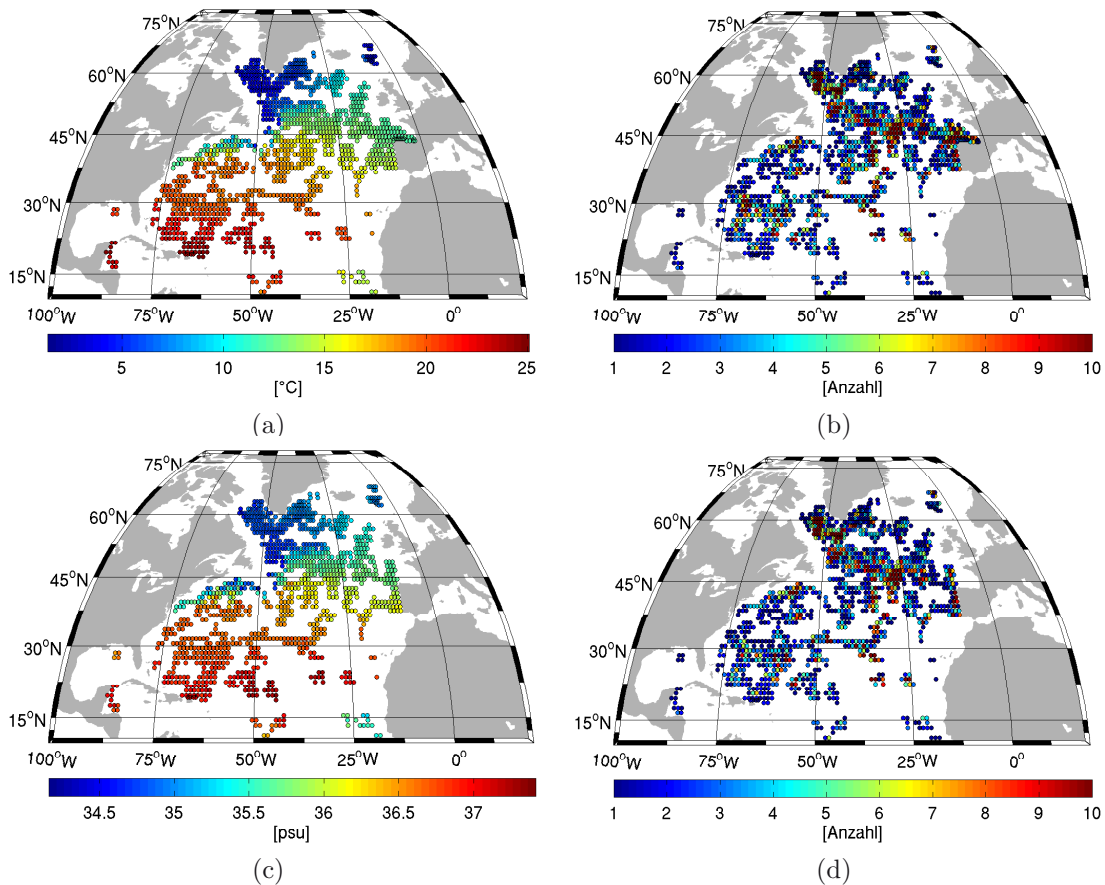 75°N
60°N
45°N
30°N
15°N
100°W
75°W
50°W
25°W
0°
5
10
15
20
25
[°C]
(a)
75°N
60°N
45°N
30°N
15°N
100°W
75°W
50°W
25°W
0°
1
2
3
4
5
6
7
8
9
10
[Anzahl]
(b)
75°N
60°N
45°N
30°N
15°N
100°W
75°W
50°W
25°W
0°
34.5
35
35.5
36
36.5
37
[psu]
(c)
75°N
60°N
45°N
30°N
15°N
100°W
75°W
50°W
25°W
0°
1
2
3
4
5
6
7
8
9
10
[Anzahl]
(d)